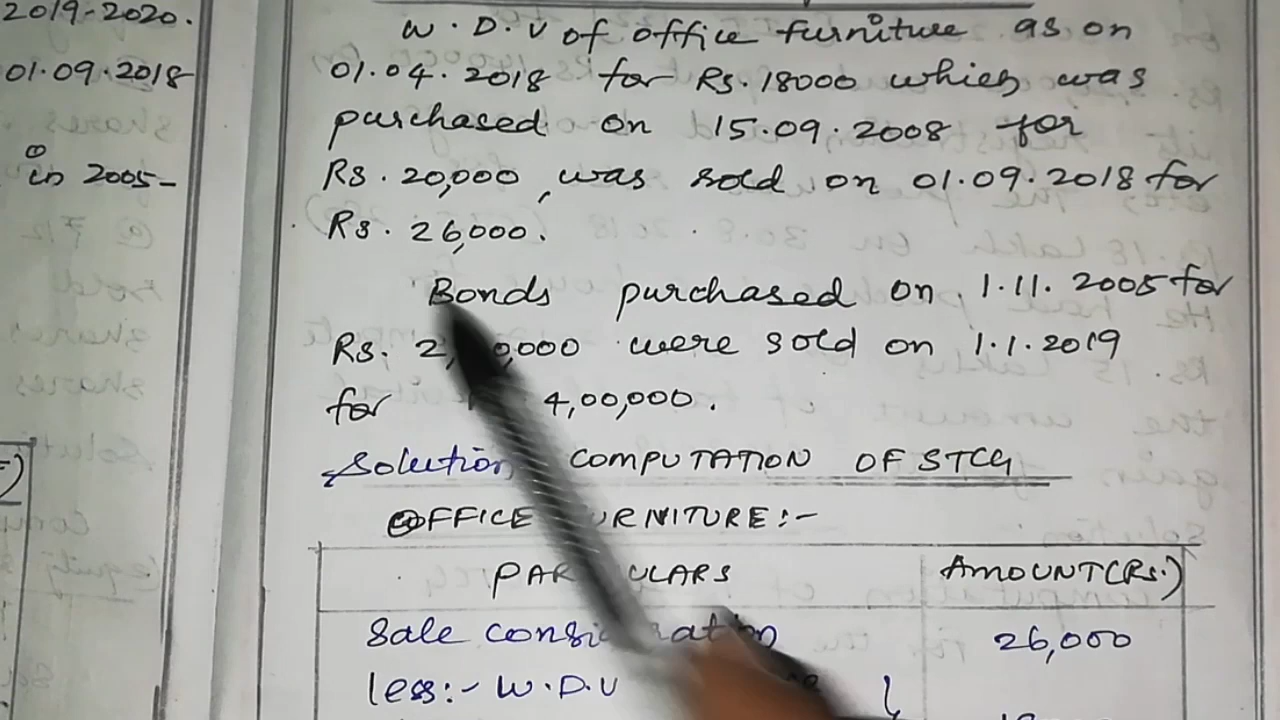 2019-2020.
01.09.2018
in 2005-
W.D.V of office furniture as on
01.04.2018 for Rs.18000 which was
purchased on 15.09.2008 for
Rs.20,000, was sold on 01.09.2018 for
Rs. 26,000.
Bonds purchased on 1.11.2005 for
Rs. were sold on 1.1.2019
for 4,00,000.
Solution COMPUTATION OF STCG
OFFICE :-
AMOUNT(Rs.)
Sale 26,000
less:- W.D.V